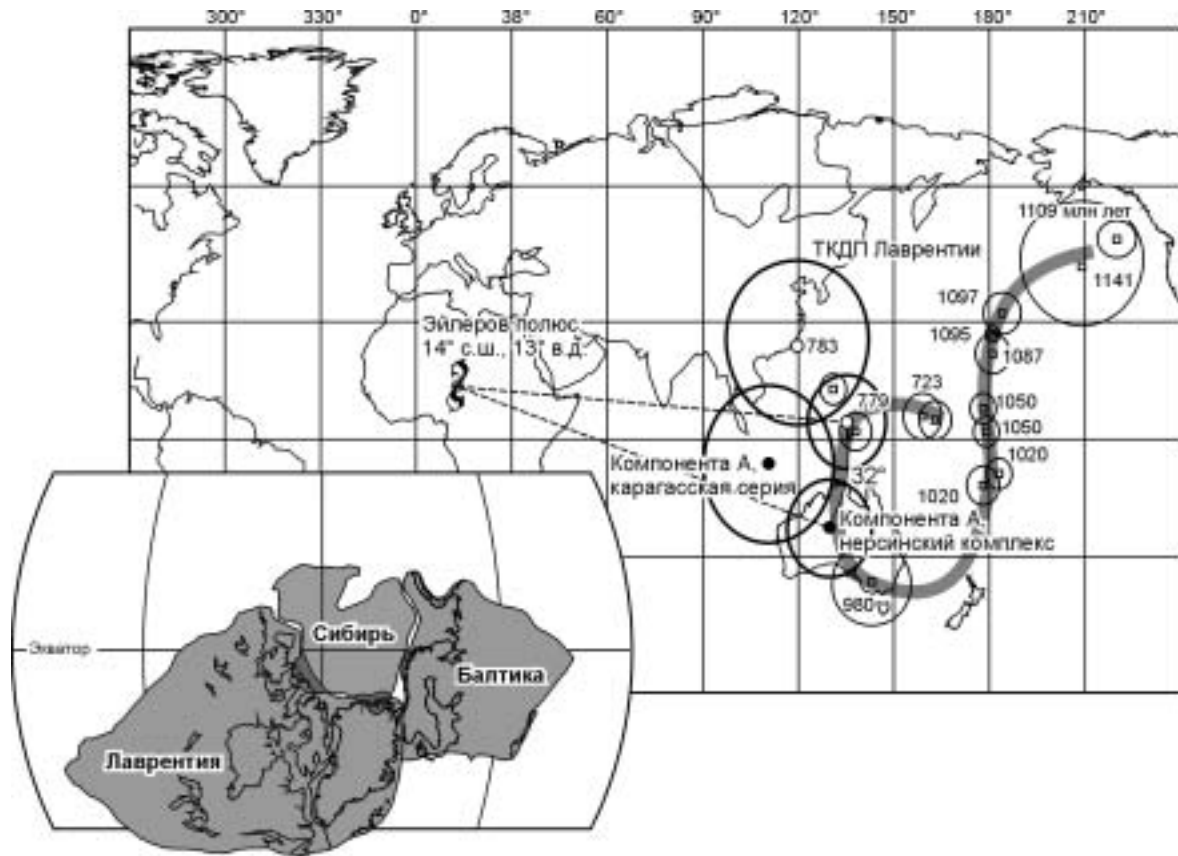 300° 330° 0° 38° 60° 90° 120° 150° 180° 210°
1109 млн лет
ТКДП Лаврентии
1141
1097
Эйлеров полюс
14° с.ш., 13° в.д.
1095
783
1087
723
779
1050
1050
Компонента А,
карагасская серия
32°
1020
1020
Компонента А,
нерсинский комплекс
980
Экватор
Сибирь
Балтика
Лаврентия